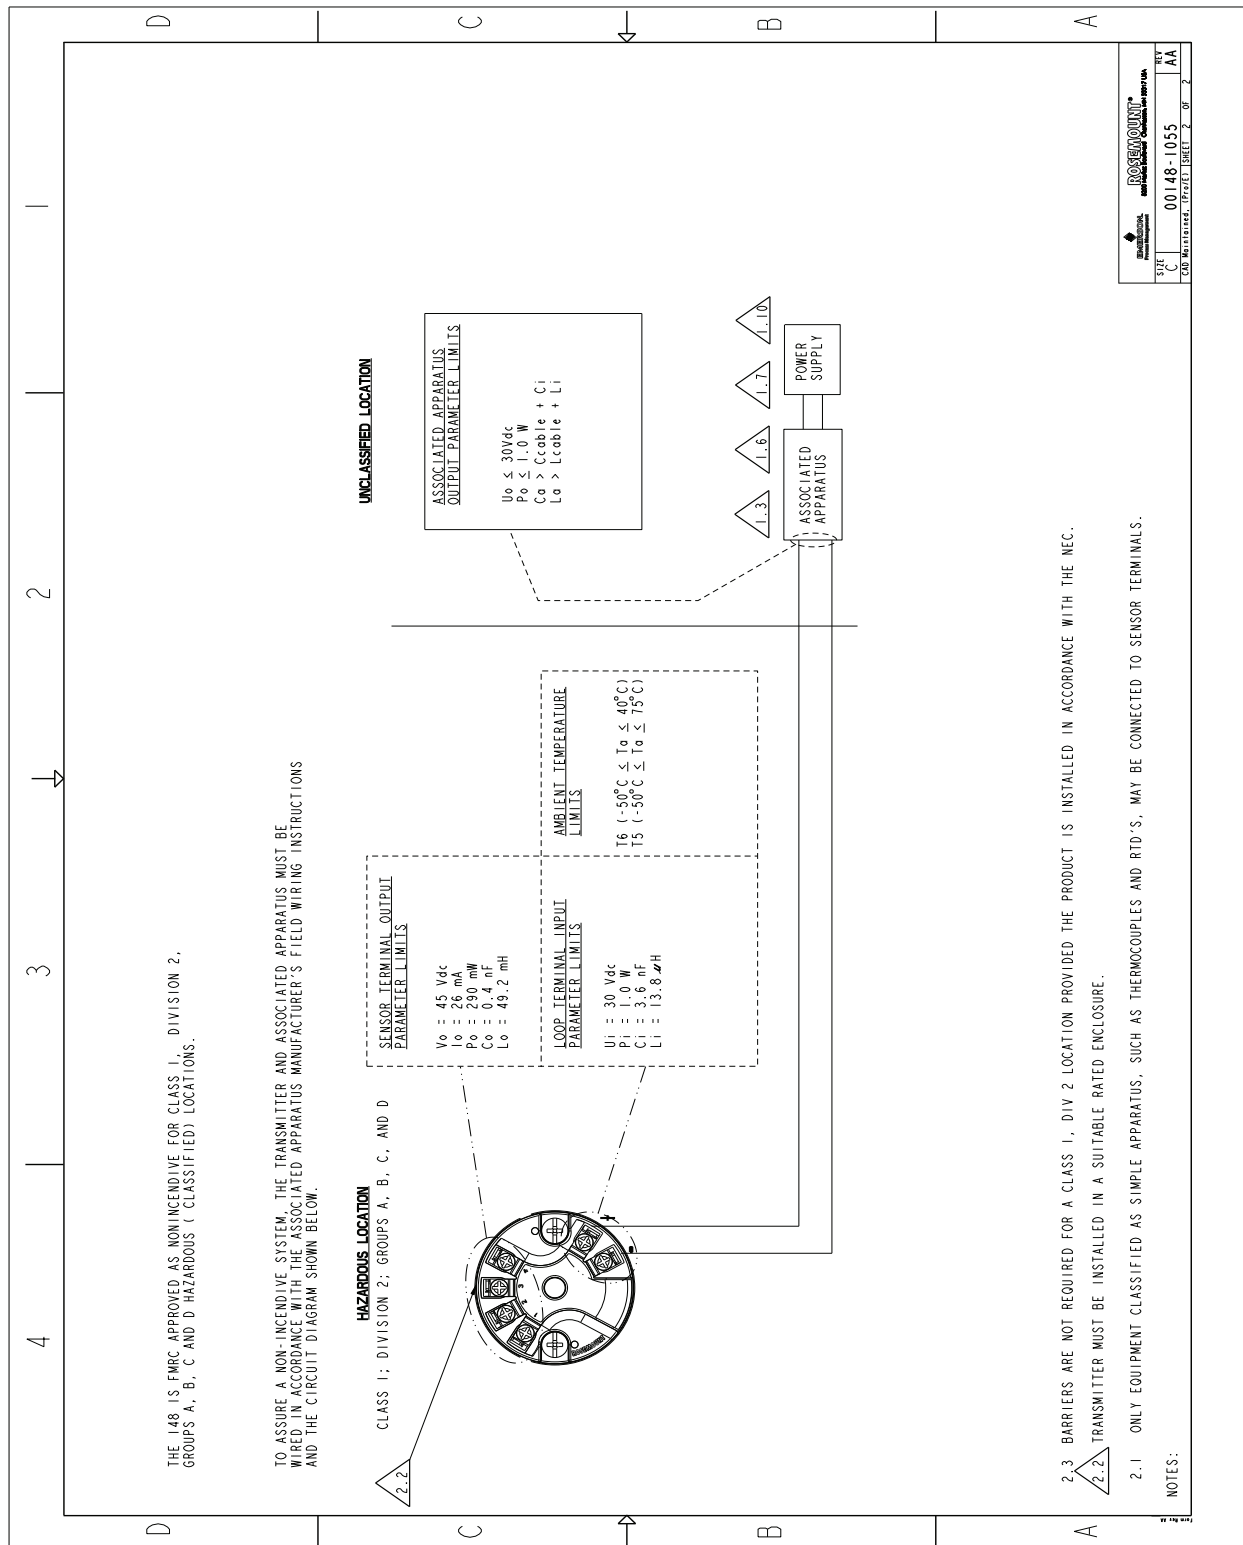 D
C
B
A
4
3
2
1
THE 148 IS FMRC APPROVED AS NONINCENDIVE FOR CLASS I, DIVISION 2,
GROUPS A, B, C AND D HAZARDOUS ( CLASSIFIED) LOCATIONS.
TO ASSURE A NON-INCENDIVE SYSTEM, THE TRANSMITTER AND ASSOCIATED APPARATUS MUST BE
WIRED IN ACCORDANCE WITH THE ASSOCIATED APPARATUS MANUFACTURER'S FIELD WIRING INSTRUCTIONS
AND THE CIRCUIT DIAGRAM SHOWN BELOW.
HAZARDOUS LOCATION
CLASS I; DIVISION 2; GROUPS A, B, C, AND D
2.2
SENSOR TERMINAL OUTPUT
PARAMETER LIMITS
Vo = 45 Vdc
Io = 26 mA
Po = 290 mW
Co = 0.4 nF
Lo = 49.2 mH
LOOP TERMINAL INPUT
PARAMETER LIMITS
Ui = 30 Vdc
Pi = 1.0 W
Ci = 3.6 nF
Li = 13.8 µH
AMBIENT TEMPERATURE
LIMITS
T6 (-50°C ≤ Ta ≤ 40°C)
T5 (-50°C ≤ Ta ≤ 75°C)
UNCLASSIFIED LOCATION
ASSOCIATED APPARATUS
OUTPUT PARAMETER LIMITS
Uo ≤ 30Vdc
Po ≤ 1.0 W
Ca > Ccable + Ci
La > Lcable + Li
1.3
1.6
1.7
1.10
ASSOCIATED
APPARATUS
POWER
SUPPLY
1
2
3
4
ROSEMOUNT
+
-
2.3 BARRIERS ARE NOT REQUIRED FOR A CLASS I, DIV 2 LOCATION PROVIDED THE PRODUCT IS INSTALLED IN ACCORDANCE WITH THE NEC.
2.2 TRANSMITTER MUST BE INSTALLED IN A SUITABLE RATED ENCLOSURE.
2.1 ONLY EQUIPMENT CLASSIFIED AS SIMPLE APPARATUS, SUCH AS THERMOCOUPLES AND RTD'S, MAY BE CONNECTED TO SENSOR TERMINALS.
NOTES:
EMERSON.
Process Management
ROSEMOUNT®
SIZE
C
00148-1055
REV
AA
CAD Maintained, (Pro/E)
SHEET 2 OF 2
Form Rev AA
D
C
B
A